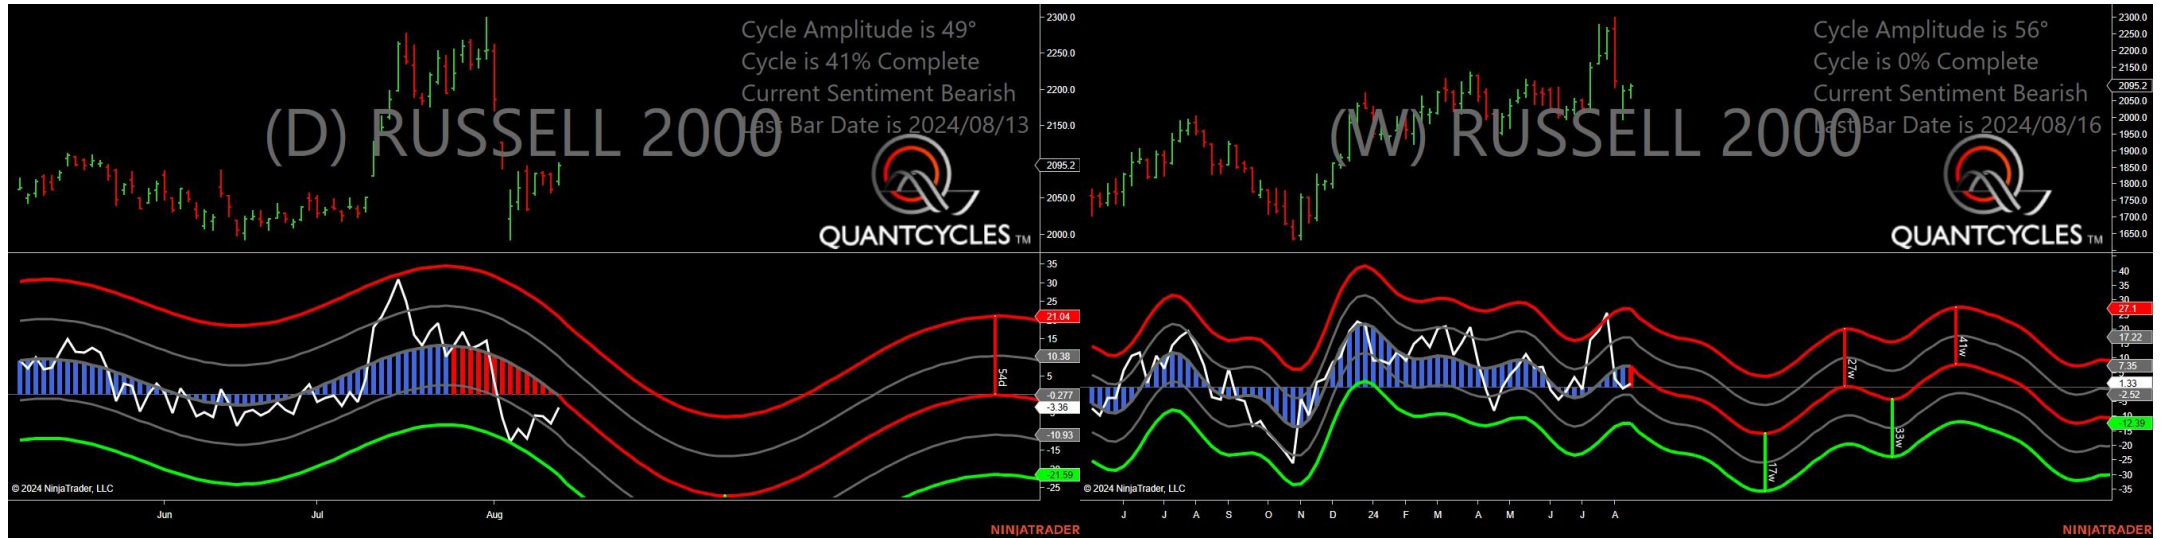 Cycle Amplitude is 49°
Cycle is 41% Complete
Current Sentiment Bearish
Last Bar Date is 2024/08/13
(D) RUSSELL 2000
QUANTCYCLES TM
2300.0
2250.0
2200.0
2150.0
2095.2
2050.0
2000.0
35
30
25
21.04
15
10.38
5
-0.277
-3.36
-10.93
-15
-21.59
-25
54d
© 2024 NinjaTrader, LLC
Jun
Jul
Aug
NINJATRADER
Cycle Amplitude is 56°
Cycle is 0% Complete
Current Sentiment Bearish
Last Bar Date is 2024/08/16
(W) RUSSELL 2000
QUANTCYCLES TM
2300.0
2250.0
2200.0
2150.0
2095.2
2050.0
2000.0
1950.0
1900.0
1850.0
1800.0
1750.0
1700.0
1650.0
40
35
30
27.1
20
17.22
15
10
7.35
1.33
-2.52
-10
-12.39
-15
-20
-25
-30
-35
17w
27w
33w
41w
© 2024 NinjaTrader, LLC
J
J
A
S
O
N
D
24
F
M
A
M
J
J
A
NINJATRADER